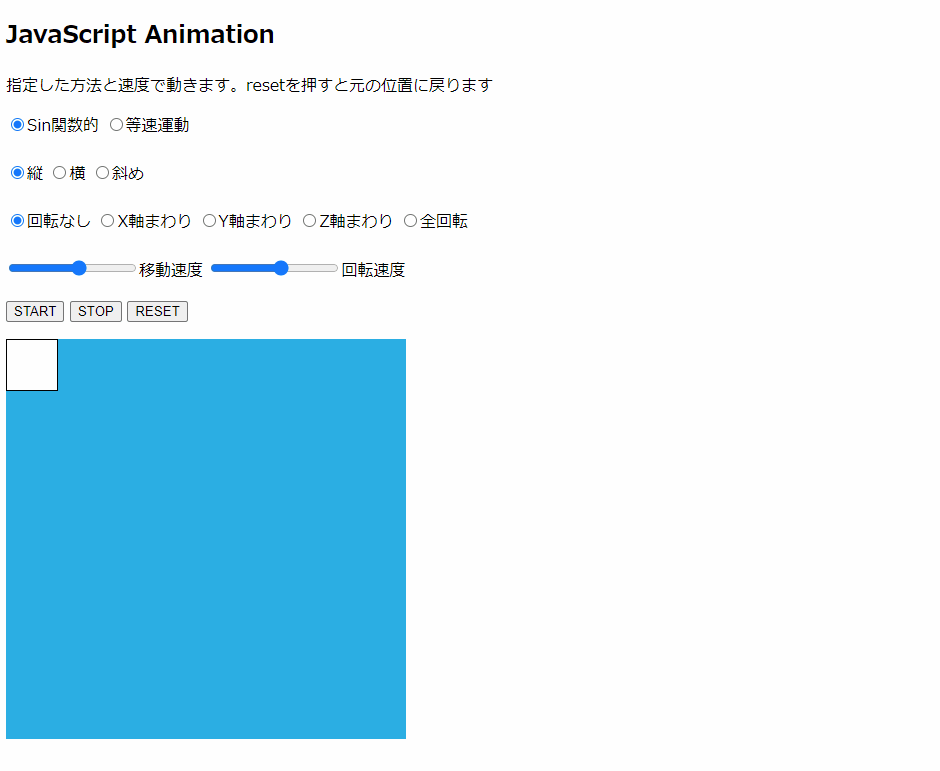 JavaScript Animation
指定した方法と速度で動きます。resetを押すと元の位置に戻ります
Sin関数的 等速運動
縦 横 斜め
回転なし X軸まわり Y軸まわり Z軸まわり 全回転
移動速度 回転速度
START STOP RESET